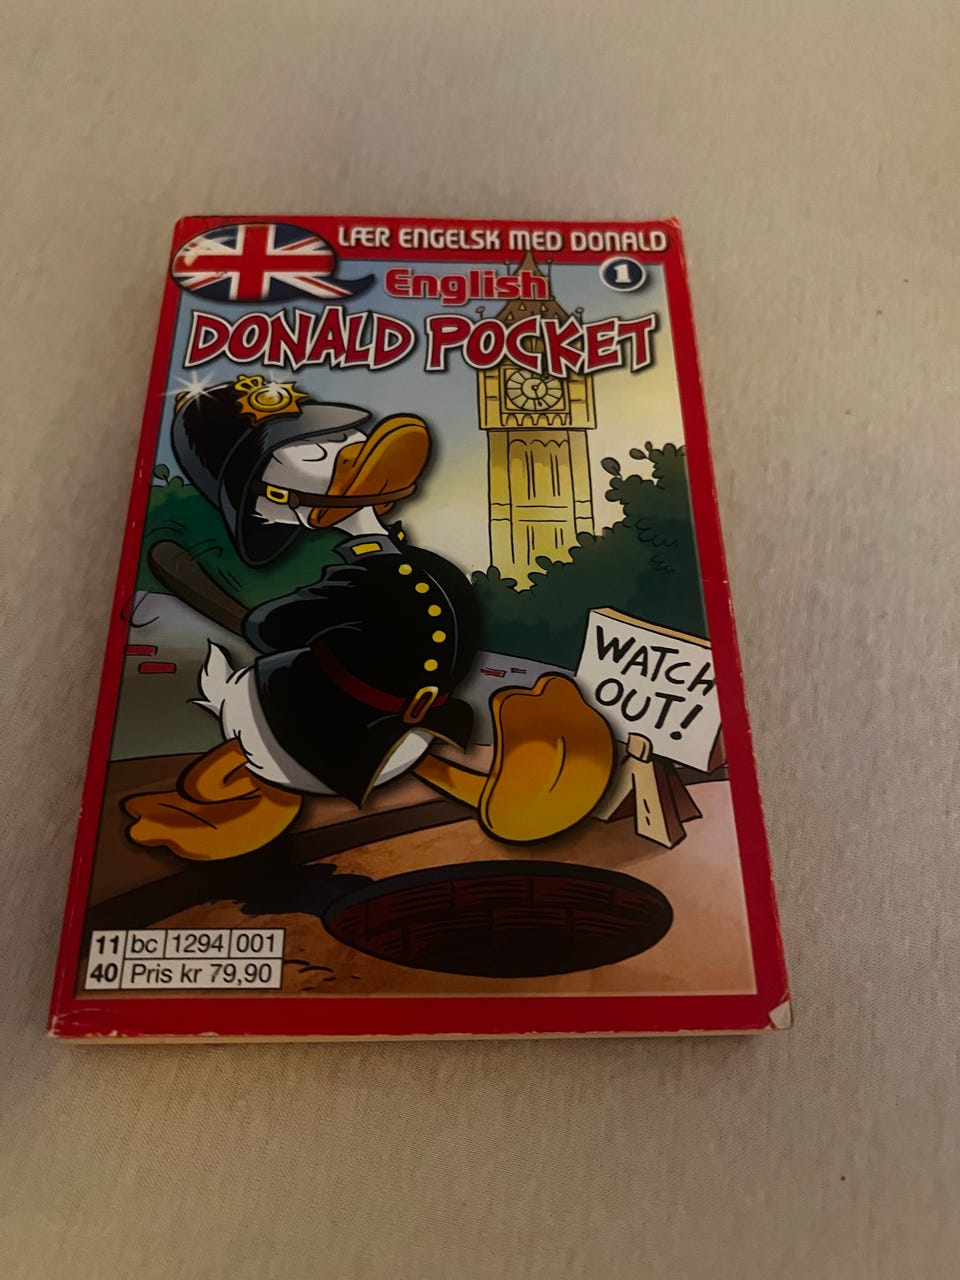 LÆR ENGELSK MED DONALD
English 1
DONALD POCKET
WATCH
OUT!
11 bc 1294 001
40 Pris kr 79,90